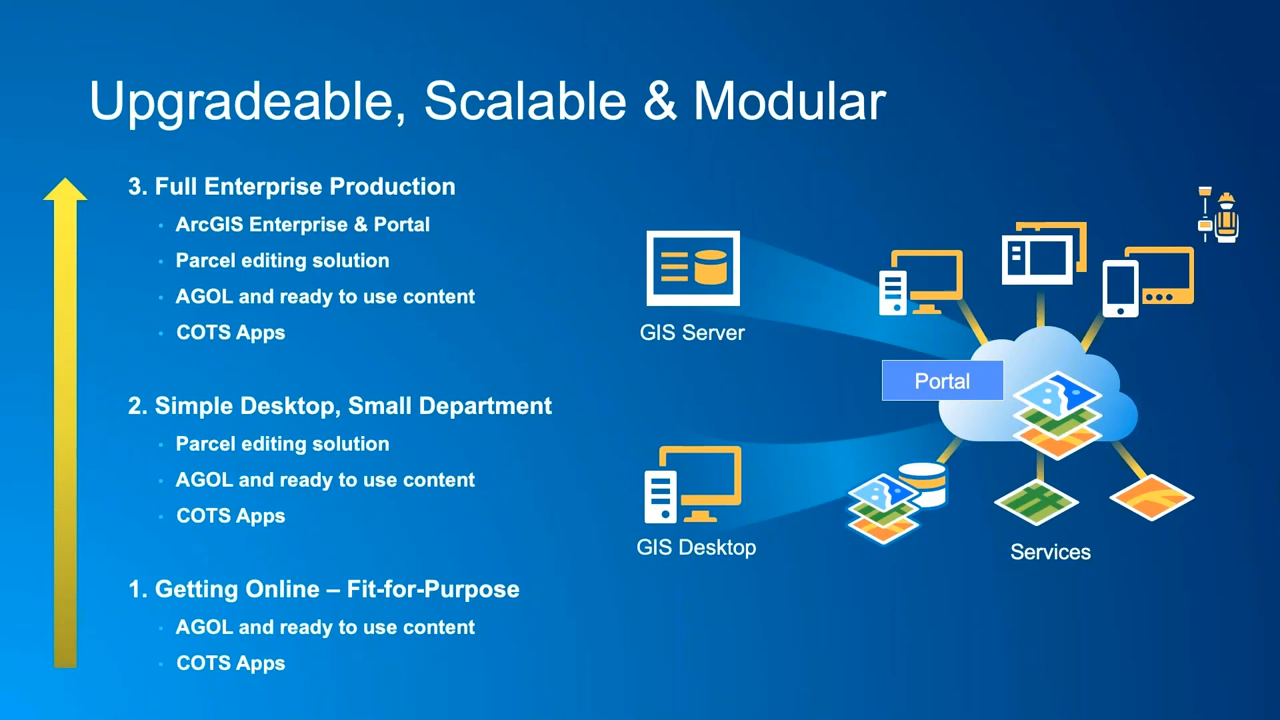 Upgradeable, Scalable & Modular
3. Full Enterprise Production
ArcGIS Enterprise & Portal
Parcel editing solution
AGOL and ready to use content
COTS Apps
2. Simple Desktop, Small Department
Parcel editing solution
AGOL and ready to use content
COTS Apps
1. Getting Online – Fit-for-Purpose
AGOL and ready to use content
COTS Apps
GIS Server
Portal
GIS Desktop
Services